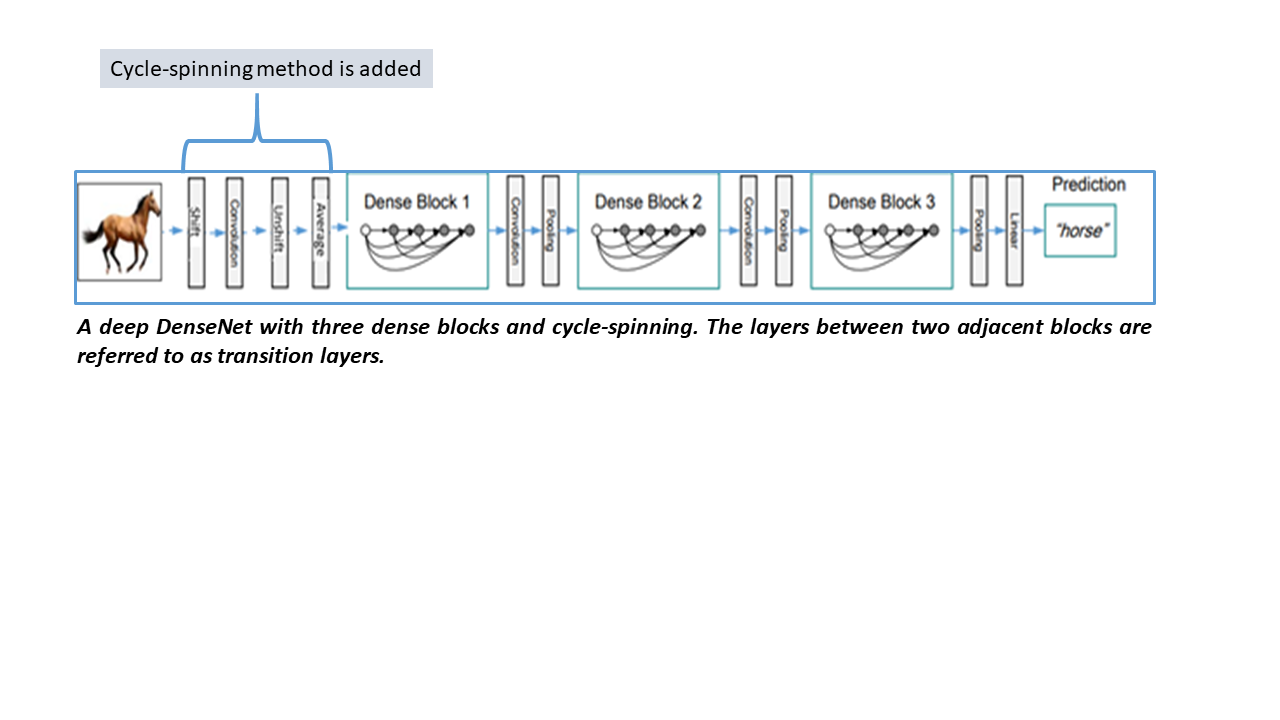 Cycle-spinning method is added
Shift
Convolution
Unshift
Average
Dense Block 1
Convolution
Pooling
Dense Block 2
Convolution
Pooling
Dense Block 3
Pooling
Linear
Prediction
"horse"
A deep DenseNet with three dense blocks and cycle-spinning. The layers between two adjacent blocks are
referred to as transition layers.